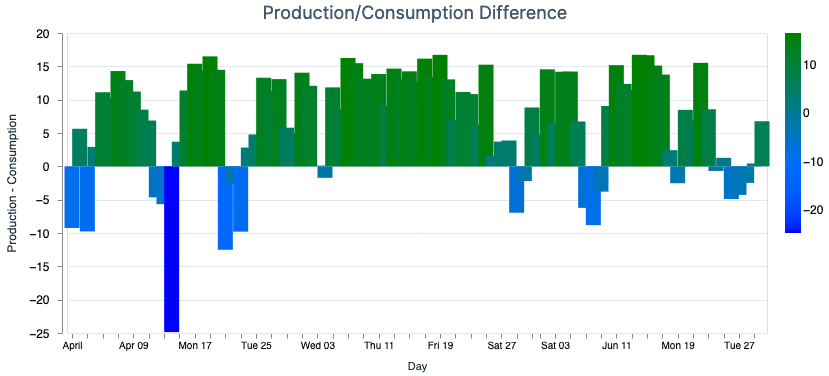 Production/Consumption Difference
20
15
10
5
0
−5
−10
−15
−20
−25
Production - Consumption
April
Apr 09
Mon 17
Tue 25
Wed 03
Thu 11
Fri 19
Sat 27
Sat 03
Jun 11
Mon 19
Tue 27
Day
10
0
−10
−20